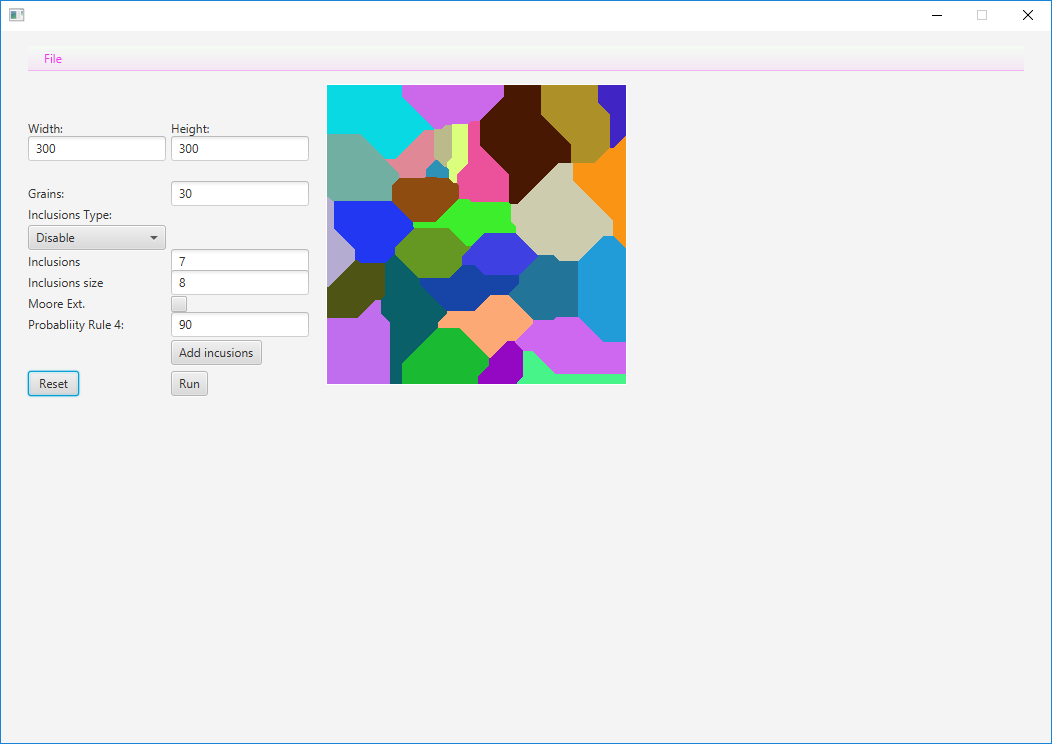 File
Width: Height:
300 300
Grains: 30
Inclusions Type:
Disable
Inclusions 7
Inclusions size 8
Moore Ext.
Probabliity Rule 4: 90
Add incusions
Reset Run